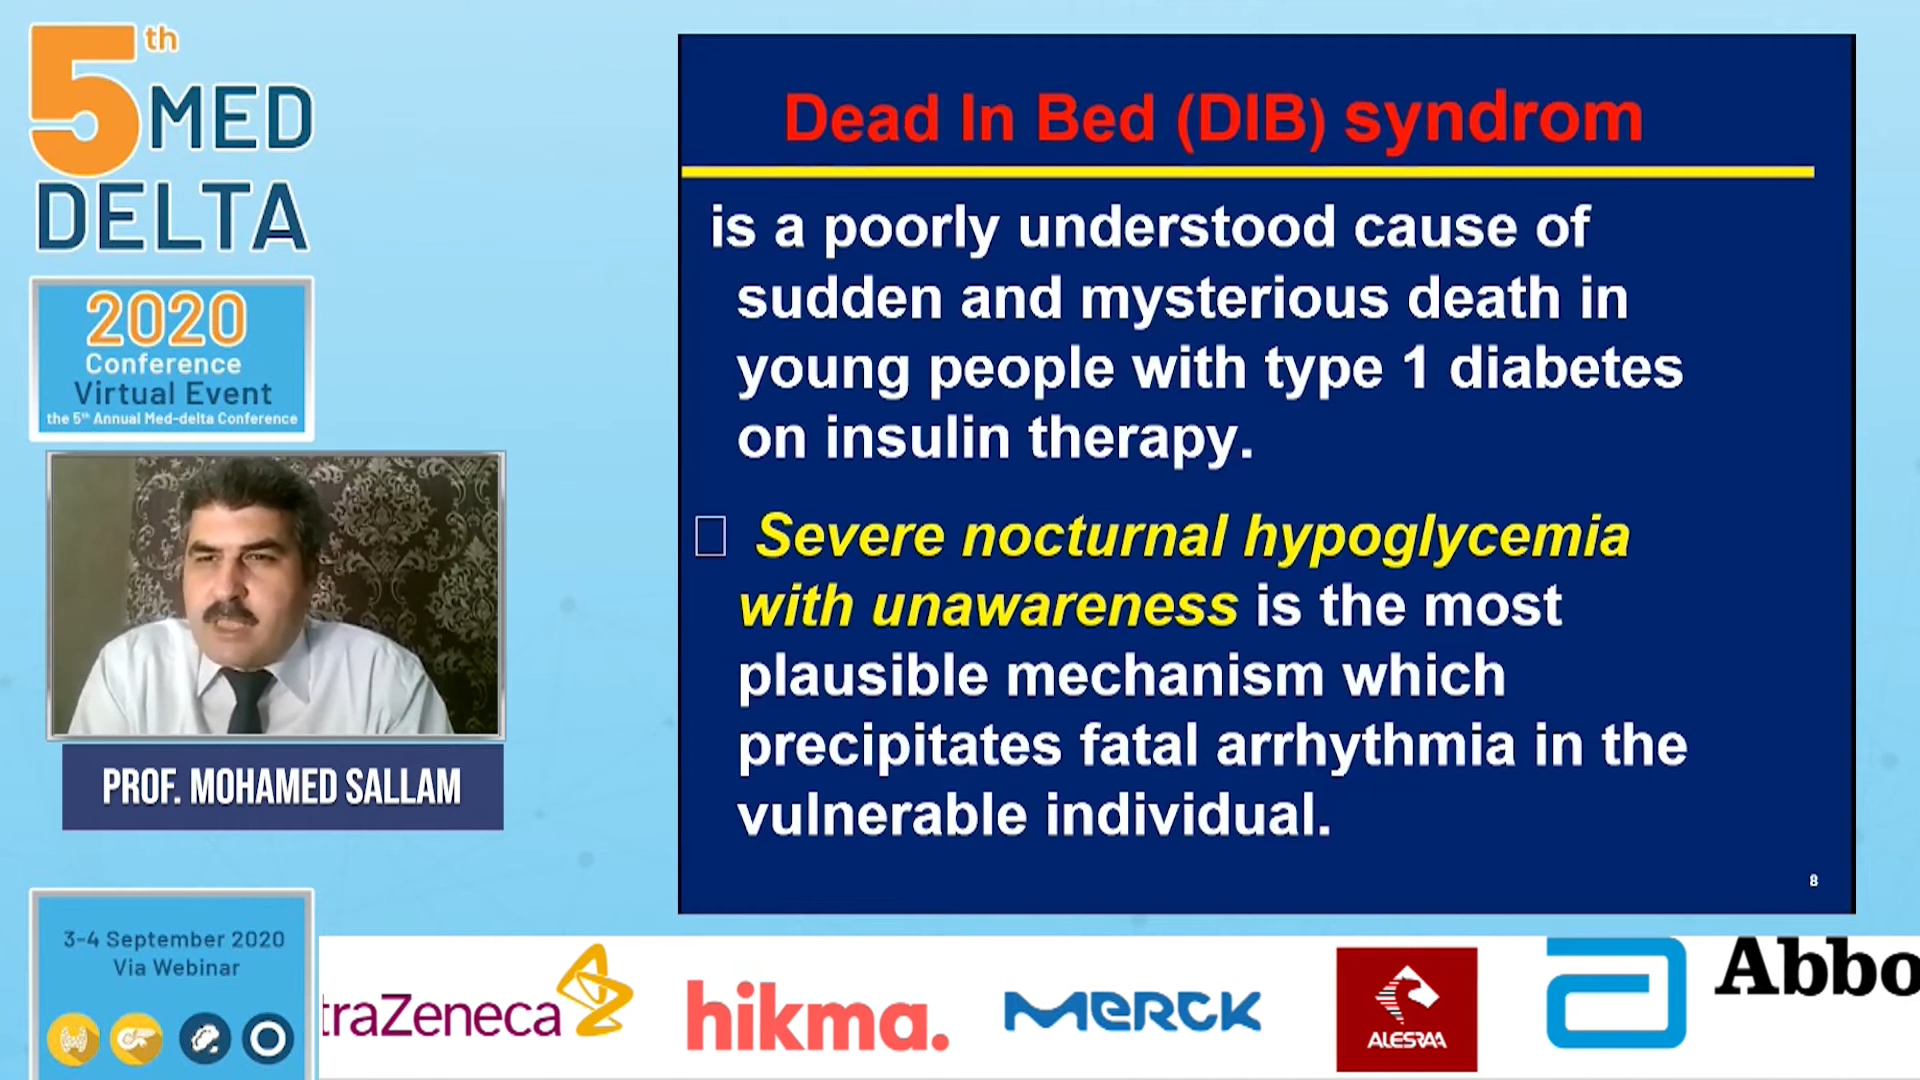 5th MED
DELTA
2020
Conference
Virtual Event
the 5th Annual Med-delta Conference
PROF. MOHAMED SALLAM
3-4 September 2020
Via Webinar
Dead In Bed (DIB) syndrom
is a poorly understood cause of
sudden and mysterious death in
young people with type 1 diabetes
on insulin therapy.
Severe nocturnal hypoglycemia
with unawareness is the most
plausible mechanism which
precipitates fatal arrhythmia in the
vulnerable individual.
8
traZeneca
hikma.
MERCK
ALESRAA
Abbo